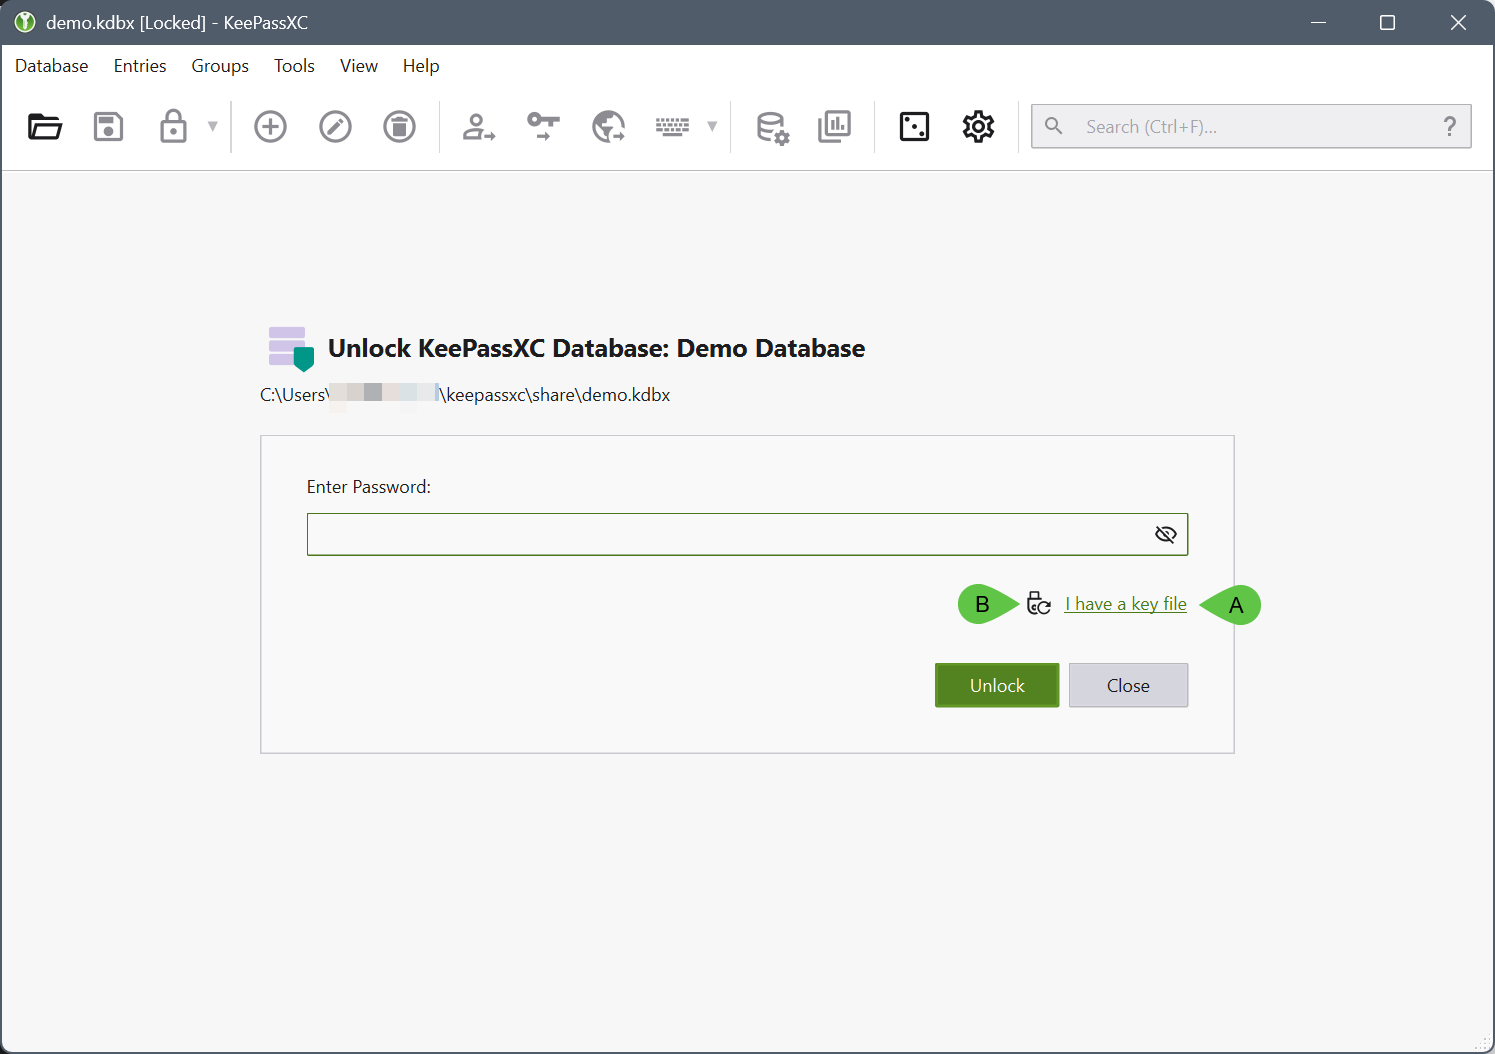 demo.kdbx [Locked] - KeePassXC
Database Entries Groups Tools View Help
Search (Ctrl+F)... ?
Unlock KeePassXC Database: Demo Database
C:\Users\ \keepassxc\share\demo.kdbx
Enter Password:
B I have a key file A
Unlock Close